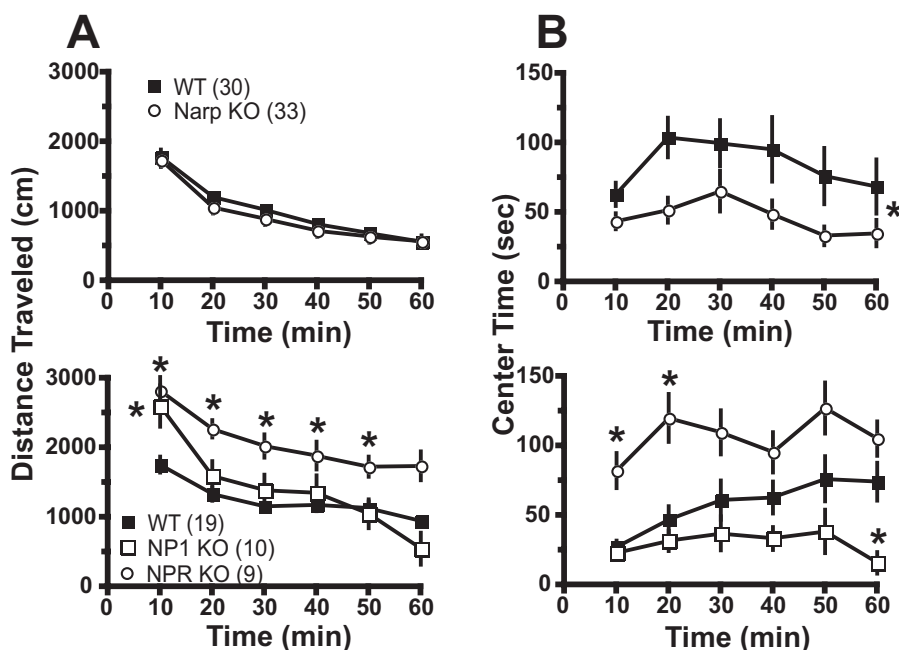 A
3000
2000
1000
0
WT (30)
Narp KO (33)
0 10 20 30 40 50 60
Time (min)
Distance Traveled (cm)
3000
2000
1000
0
*
*
*
*
*
*
WT (19)
NP1 KO (10)
NPR KO (9)
0 10 20 30 40 50 60
Time (min)
B
150
100
50
0
*
0 10 20 30 40 50 60
Time (min)
Center Time (sec)
150
100
50
0
*
*
*
0 10 20 30 40 50 60
Time (min)